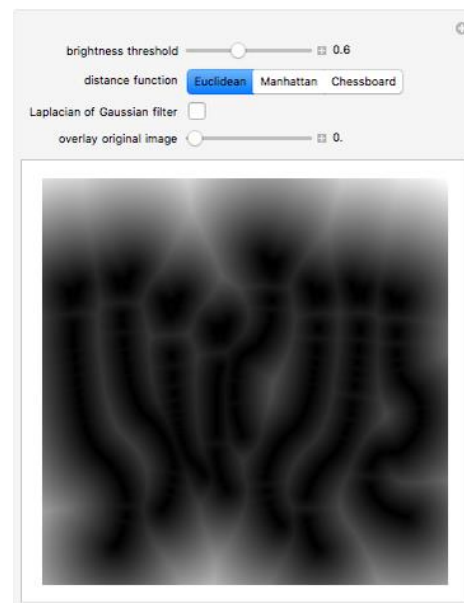 brightness threshold 0.6
distance function Euclidean Manhattan Chessboard
Laplacian of Gaussian filter
overlay original image 0.